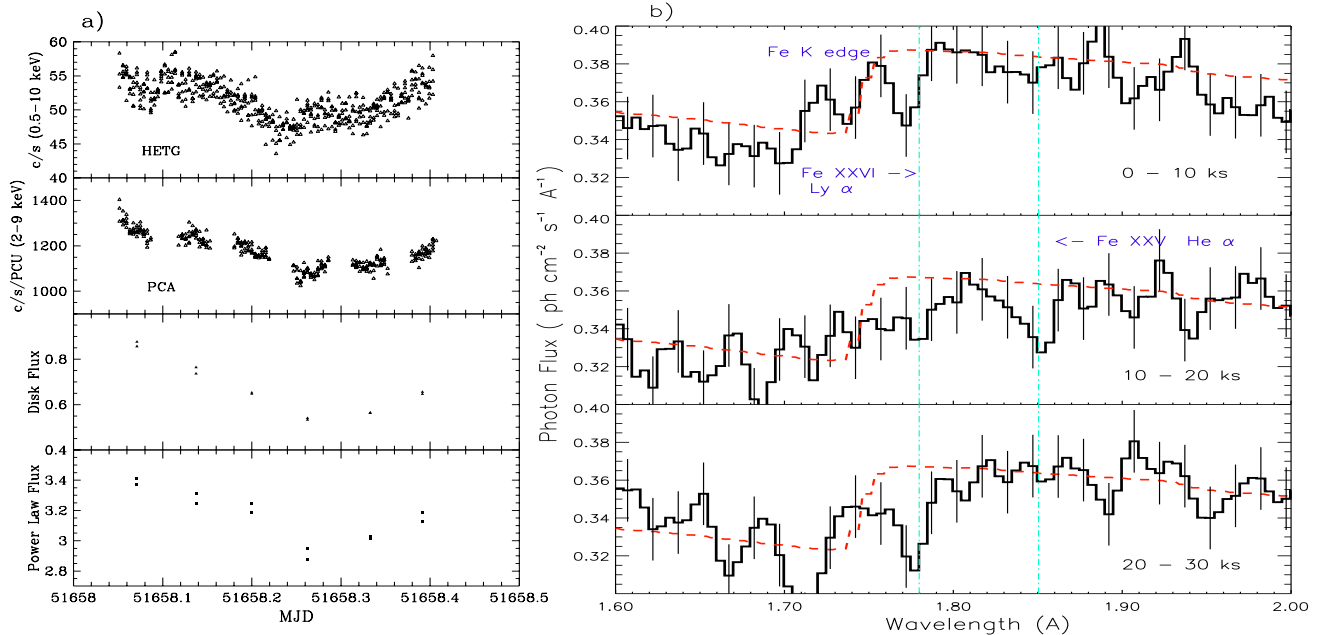 a)
c/s (0.5-10 keV)
60
55
50
45
40
HETG
c/s/PCU (2-9 keV)
1400
1200
1000
PCA
Disk Flux
0.8
0.6
0.4
Power Law Flux
3.4
3.2
3
2.8
51658 51658.1 51658.2 51658.3 51658.4 51658.5
MJD
b)
Photon Flux ( ph cm⁻² s⁻¹ A⁻¹)
0.40
0.38
0.36
0.34
0.32
Fe K edge
Fe XXVI ->
Ly α
0 - 10 ks
0.40
0.38
0.36
0.34
0.32
<- Fe XXV He α
10 - 20 ks
0.40
0.38
0.36
0.34
0.32
20 - 30 ks
1.60 1.70 1.80 1.90 2.00
Wavelength (A)